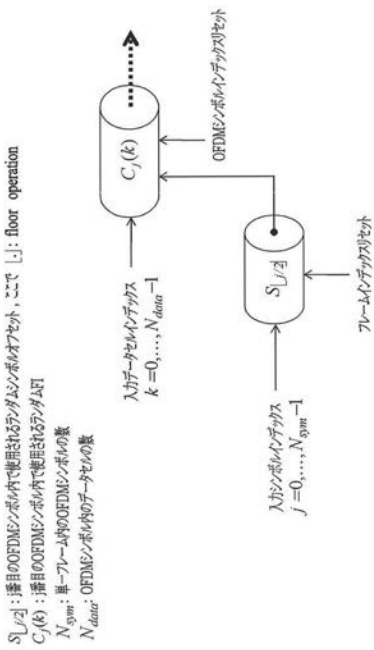 S⌊j/2⌋ : j番目のOFDMシンボル内で使用されるランダムシンボルオフセット, ここで ⌊·⌋: floor operation
Cj(k) : j番目のOFDMシンボル内で使用されるランダムFI
Nsym: 単一フレーム内のOFDMシンボルの数
Ndata: OFDMシンボル内のデータセルの数
入力データセルインデックス
k=0,…,Ndata−1
Cj(k)
OFDMシンボルインデックスリセット
入力シンボルインデックス
j=0,…,Nsym−1
S⌊j/2⌋
フレームインデックスリセット